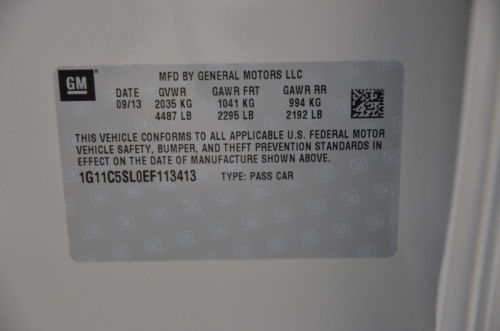 GM
MFD BY GENERAL MOTORS LLC
DATE GVWR GAWR FRT GAWR RR
09/13 2035 KG 1041 KG 994 KG
4487 LB 2295 LB 2192 LB
THIS VEHICLE CONFORMS TO ALL APPLICABLE U.S. FEDERAL MOTOR
VEHICLE SAFETY, BUMPER, AND THEFT PREVENTION STANDARDS IN
EFFECT ON THE DATE OF MANUFACTURE SHOWN ABOVE.
1G11C5SL0EF113413 TYPE: PASS CAR